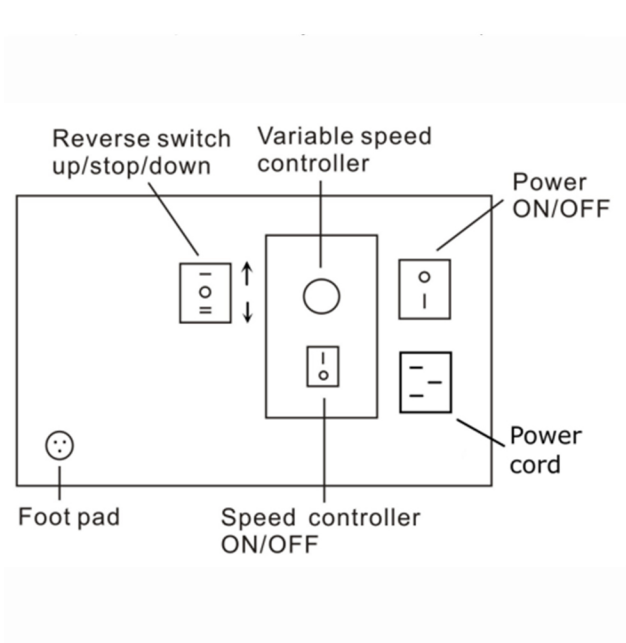 Reverse switch
up/stop/down
Variable speed
controller
Power
ON/OFF
Power
cord
Foot pad
Speed controller
ON/OFF